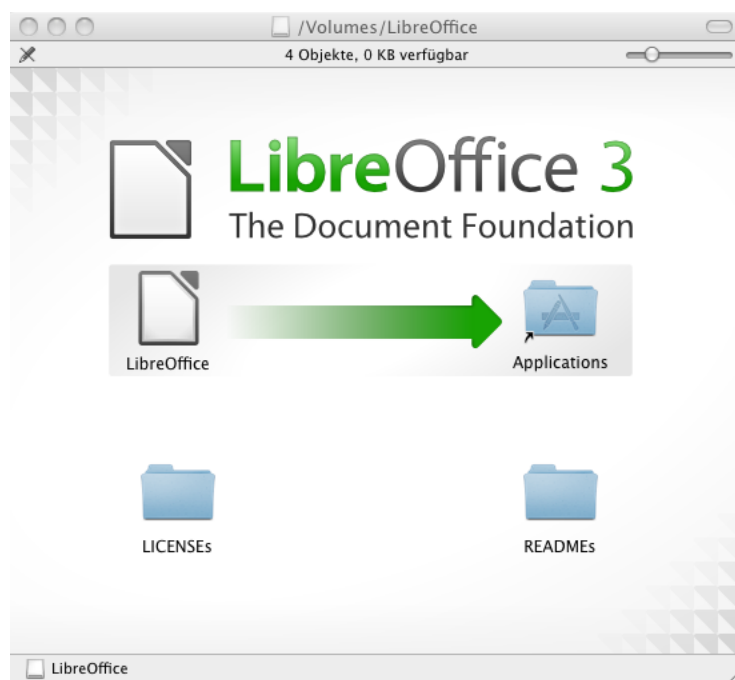 /Volumes/LibreOffice
4 Objekte, 0 KB verfügbar
LibreOffice 3
The Document Foundation
LibreOffice
Applications
LICENSEs
READMEs
LibreOffice